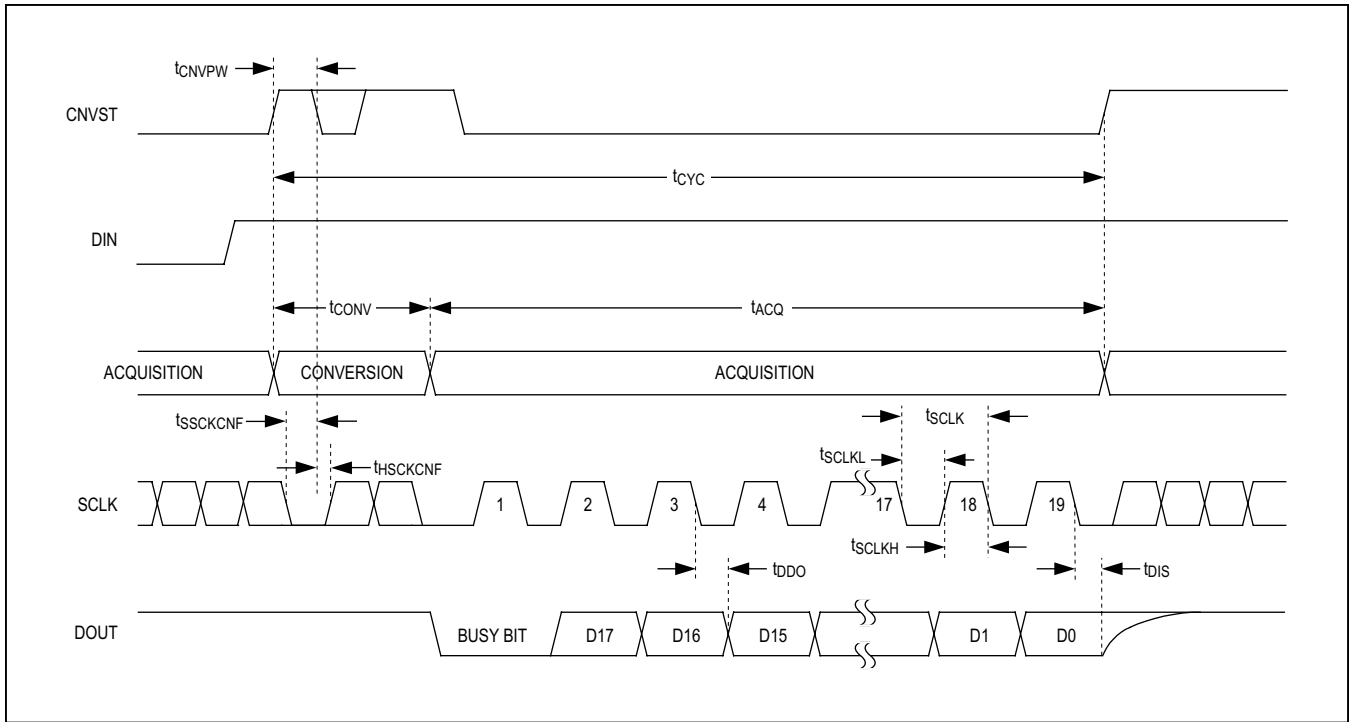 tCNVPW
CNVST
tCYC
DIN
tCONV
tACQ
ACQUISITION CONVERSION ACQUISITION
tSSCKCNF
tSCLK
tHSCKCNF
tSCLKL
SCLK 1 2 3 4 17 18 19
tSCLKH
tDDO
tDIS
DOUT BUSY BIT D17 D16 D15 D1 D0